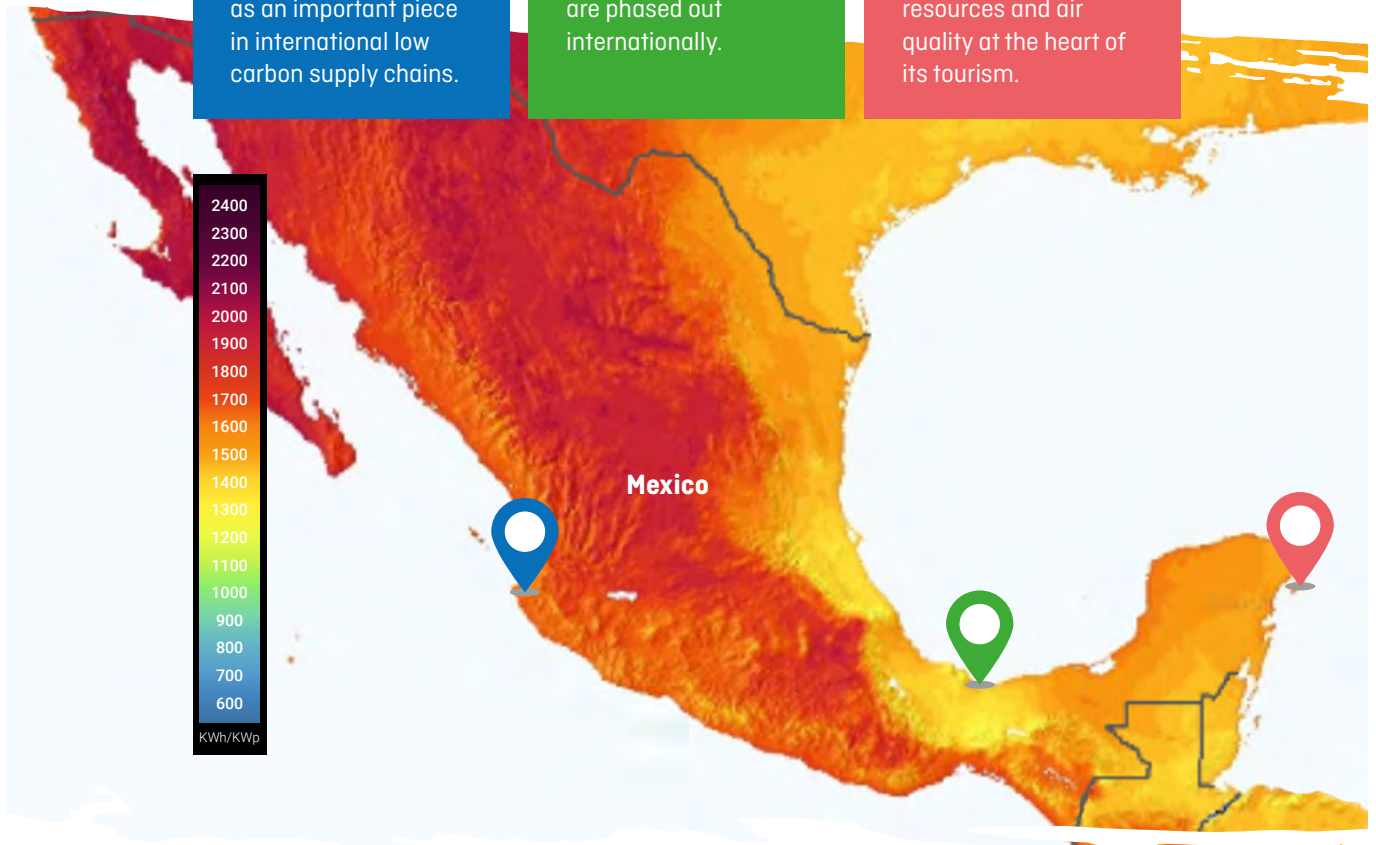 as an important piece
in international low
carbon supply chains.
are phased out
internationally.
resources and air
quality at the heart of
its tourism.
2400
2300
2200
2100
2000
1900
1800
1700
1600
1500
1400
1300
1200
1100
1000
900
800
700
600
KWh/KWp
Mexico